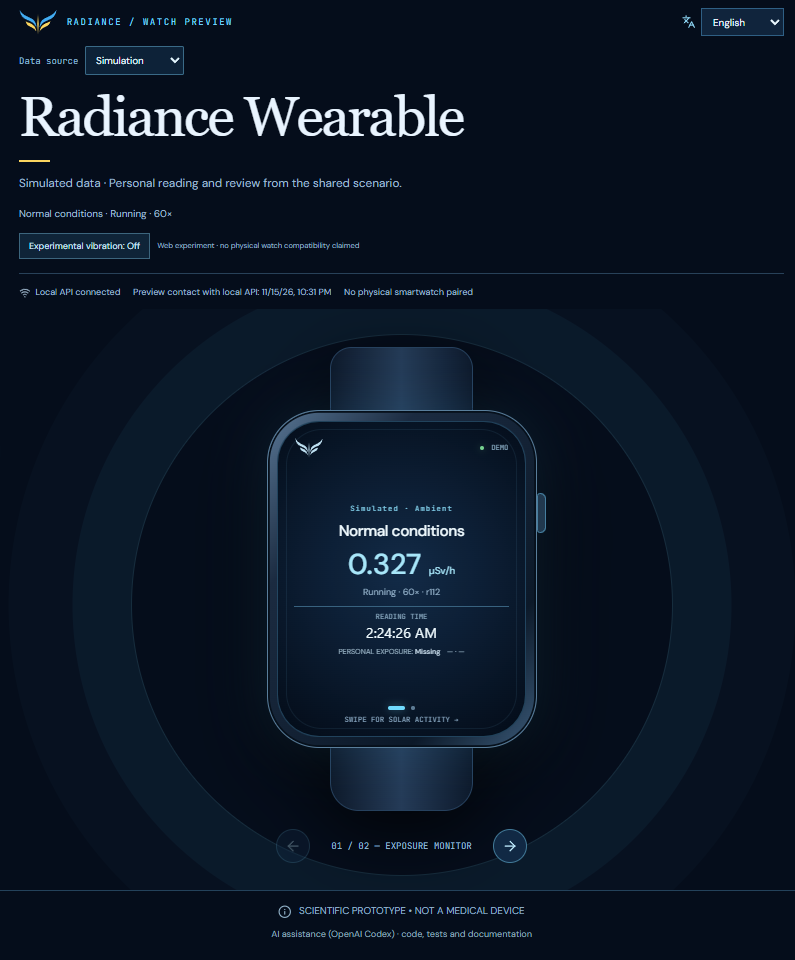 RADIANCE / WATCH PREVIEW
English
Data source Simulation
Radiance Wearable
Simulated data · Personal reading and review from the shared scenario.
Normal conditions · Running · 60×
Experimental vibration: Off Web experiment · no physical watch compatibility claimed
Local API connected Preview contact with local API: 11/15/26, 10:31 PM No physical smartwatch paired
DEMO
Simulated · Ambient
Normal conditions
0.327 µSv/h
Running · 60× · r112
READING TIME
2:24:26 AM
PERSONAL EXPOSURE: Missing — · —
SWIPE FOR SOLAR ACTIVITY →
01 / 02 — EXPOSURE MONITOR
SCIENTIFIC PROTOTYPE • NOT A MEDICAL DEVICE
AI assistance (OpenAI Codex) · code, tests and documentation